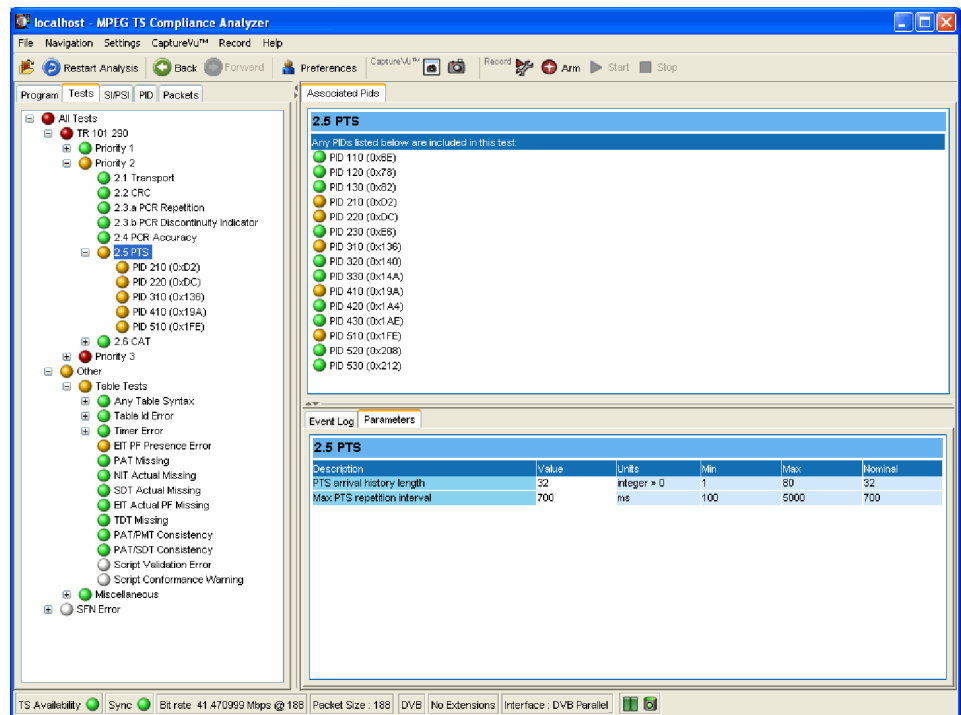 localhost - MPEG TS Compliance Analyzer
File Navigation Settings CaptureVu™ Record Help
Restart Analysis Back Forward Preferences CaptureVu™ Record Arm Start Stop
Program Tests SI/PSI PID Packets
All Tests
TR 101 290
Priority 1
Priority 2
2.1 Transport
2.2 CRC
2.3.a PCR Repetition
2.3.b PCR Discontinuity Indicator
2.4 PCR Accuracy
2.5 PTS
PID 210 (0xD2)
PID 220 (0xDC)
PID 310 (0x136)
PID 410 (0x19A)
PID 510 (0x1FE)
2.6 CAT
Priority 3
Other
Table Tests
Any Table Syntax
Table Id Error
Timer Error
EIT PF Presence Error
PAT Missing
NIT Actual Missing
SDT Actual Missing
EIT Actual PF Missing
TDT Missing
PAT/PMT Consistency
PAT/SDT Consistency
Script Validation Error
Script Conformance Warning
Miscellaneous
SFN Error
Associated Pids
2.5 PTS
Any PIDs listed below are included in this test
PID 110 (0x6E)
PID 120 (0x78)
PID 130 (0x82)
PID 210 (0xD2)
PID 220 (0xDC)
PID 230 (0xE6)
PID 310 (0x136)
PID 320 (0x140)
PID 330 (0x14A)
PID 410 (0x19A)
PID 420 (0x1A4)
PID 430 (0x1AE)
PID 510 (0x1FE)
PID 520 (0x208)
PID 530 (0x212)
Event Log Parameters
2.5 PTS
Description Value Units Min Max Nominal
PTS arrival history length 32 integer > 0 1 80 32
Max PTS repetition interval 700 ms 100 5000 700
TS Availability Sync Bit rate 41.470999 Mbps @ 188 Packet Size : 188 DVB No Extensions Interface : DVB Parallel